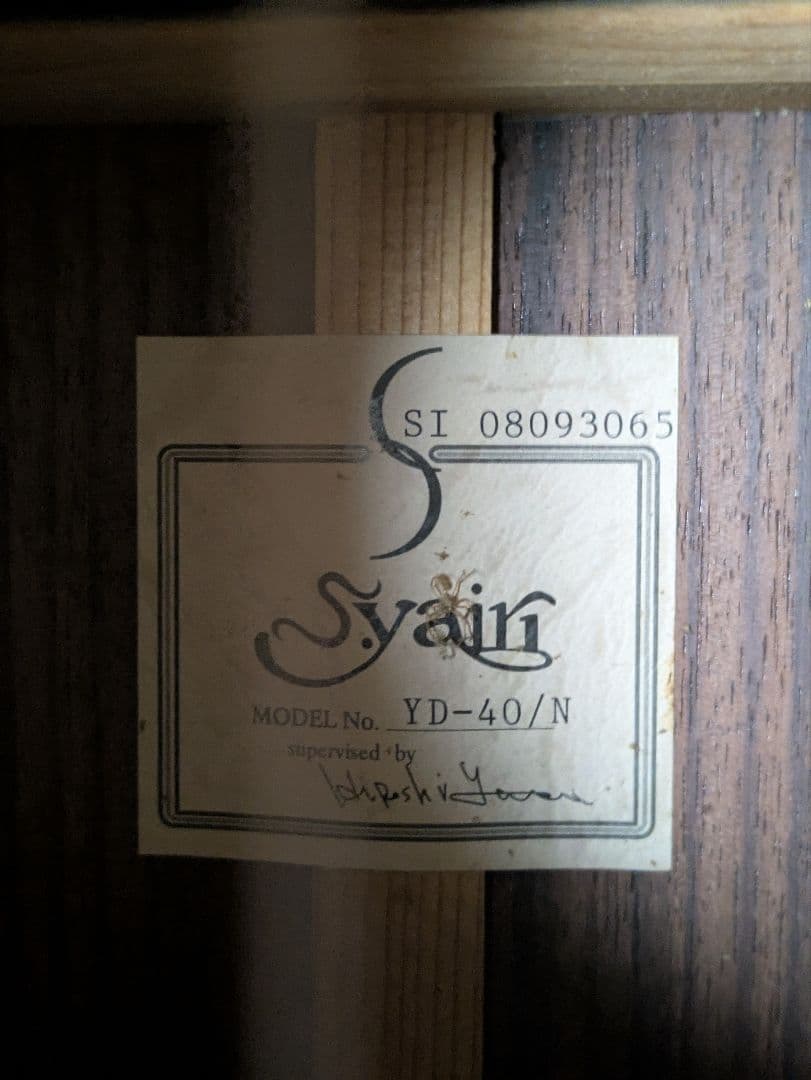 SI 08093065
S.yairi
MODEL No. YD-40/N
supervised by